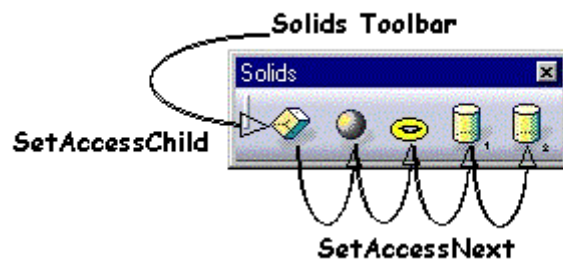 Solids Toolbar
Solids
SetAccessChild
1
2
SetAccessNext